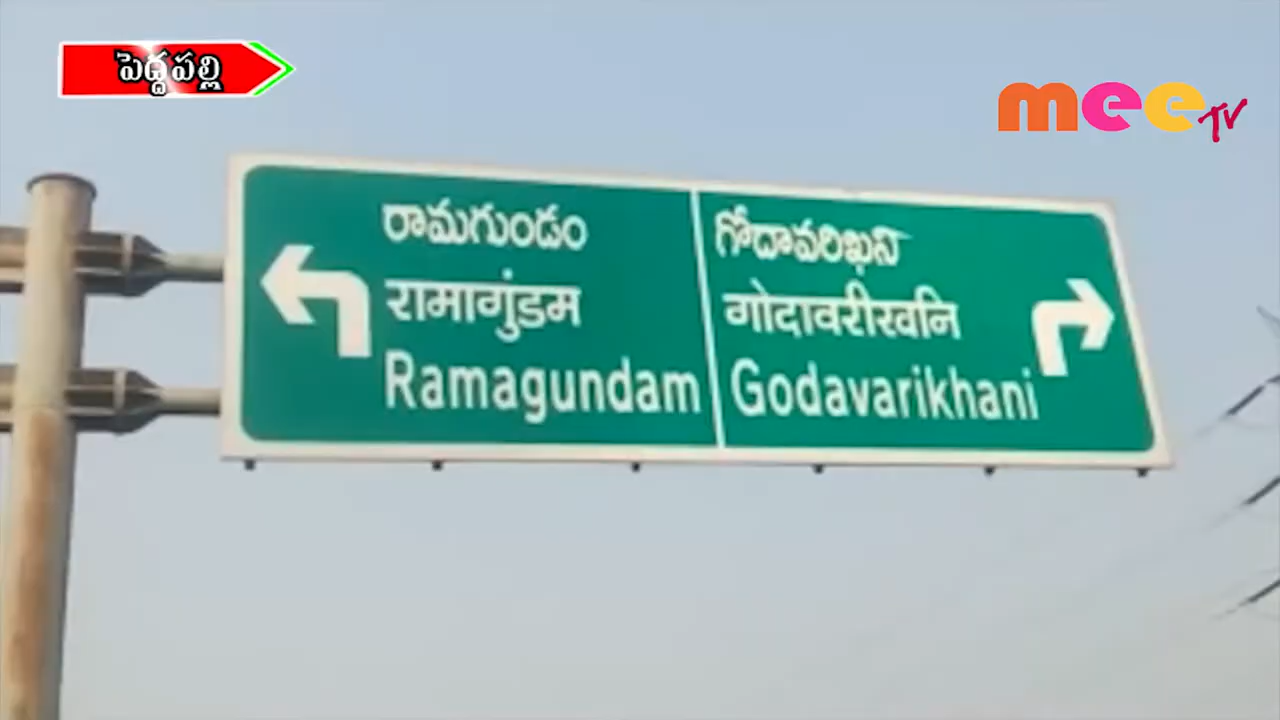 పెద్దపల్లి
mee TV
రామగుండం
रामागुंडम
Ramagundam
గోదావరిఖని
गोदावरीखनि
Godavarikhani